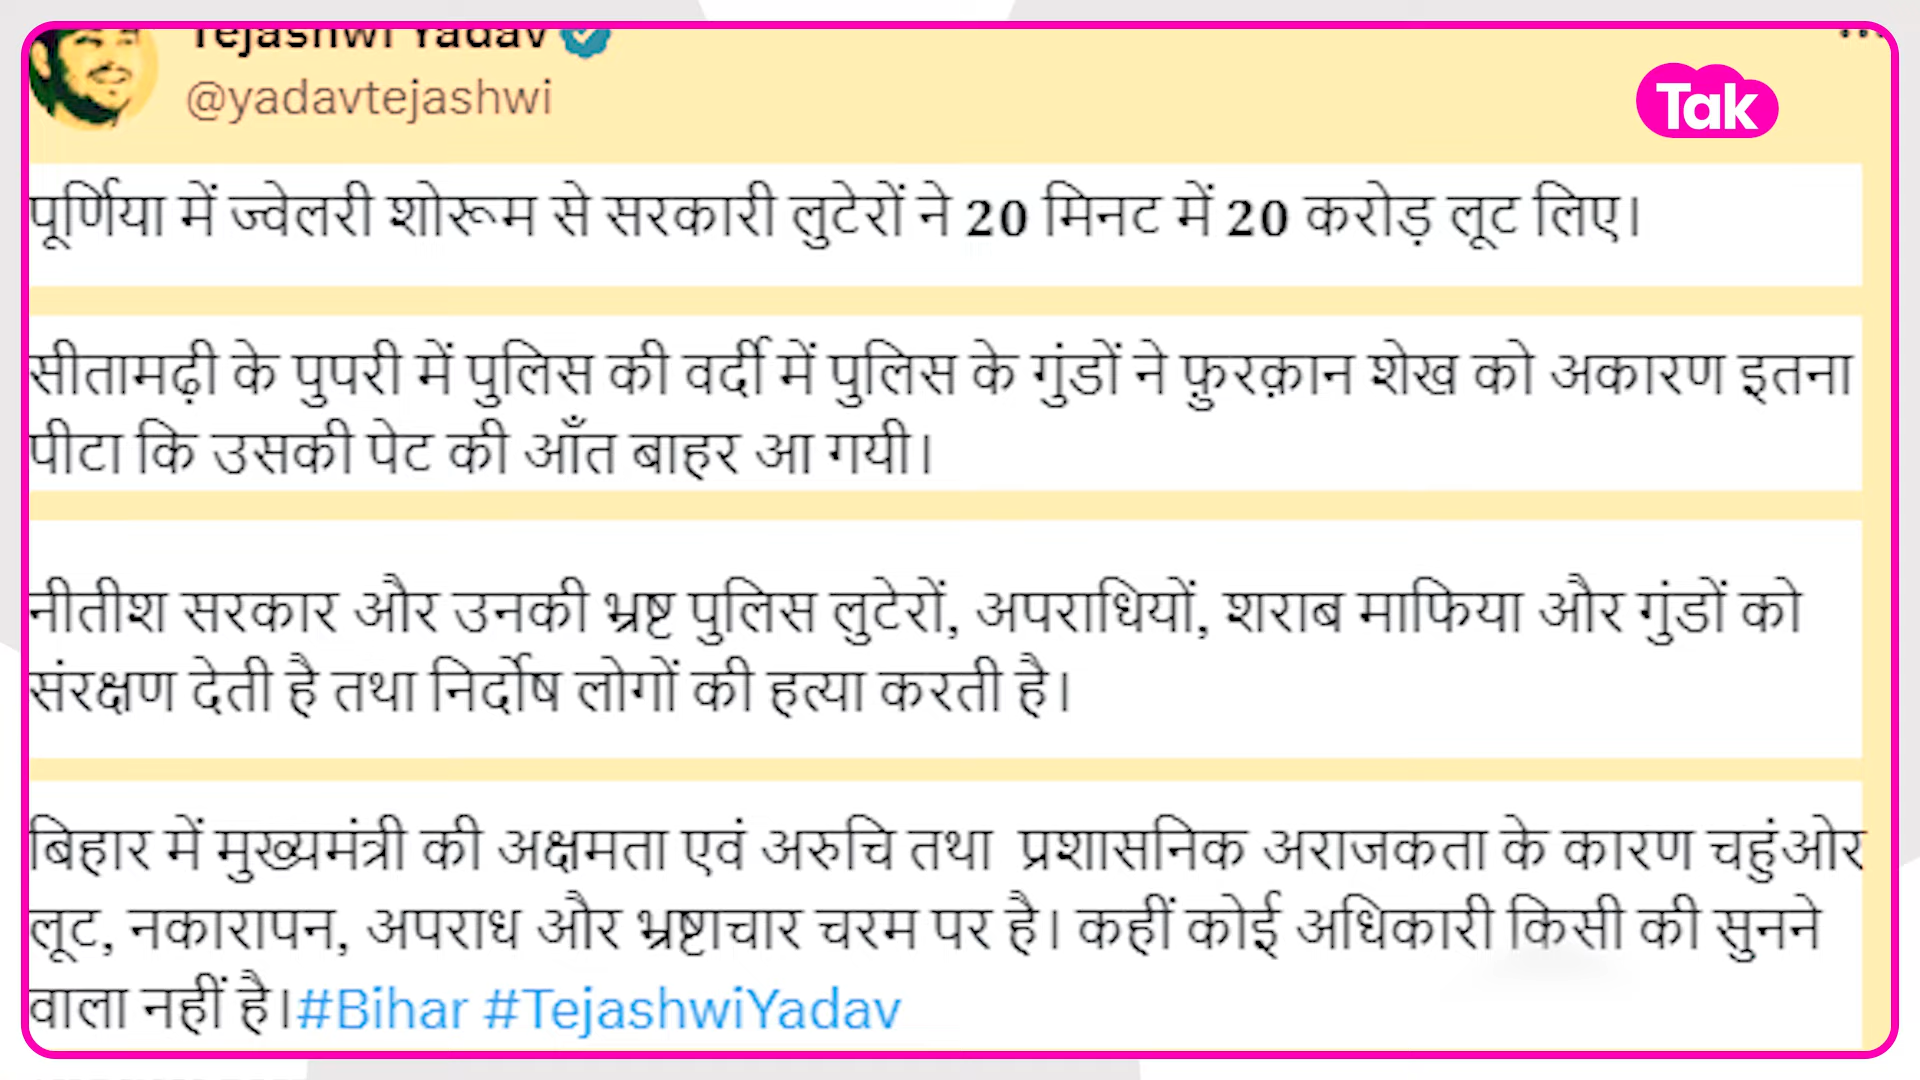 Tejashwi Yadav
@yadavtejashwi
Tak
पूर्णिया में ज्वेलरी शोरूम से सरकारी लुटेरों ने 20 मिनट में 20 करोड़ लूट लिए।
सीतामढ़ी के पुपरी में पुलिस की वर्दी में पुलिस के गुंडों ने फ़ुरक़ान शेख को अकारण इतना
पीटा कि उसकी पेट की आँत बाहर आ गयी।
नीतीश सरकार और उनकी भ्रष्ट पुलिस लुटेरों, अपराधियों, शराब माफिया और गुंडों को
संरक्षण देती है तथा निर्दोष लोगों की हत्या करती है।
बिहार में मुख्यमंत्री की अक्षमता एवं अरुचि तथा प्रशासनिक अराजकता के कारण चहुंओर
लूट, नकारापन, अपराध और भ्रष्टाचार चरम पर है। कहीं कोई अधिकारी किसी की सुनने
वाला नहीं है।#Bihar #TejashwiYadav